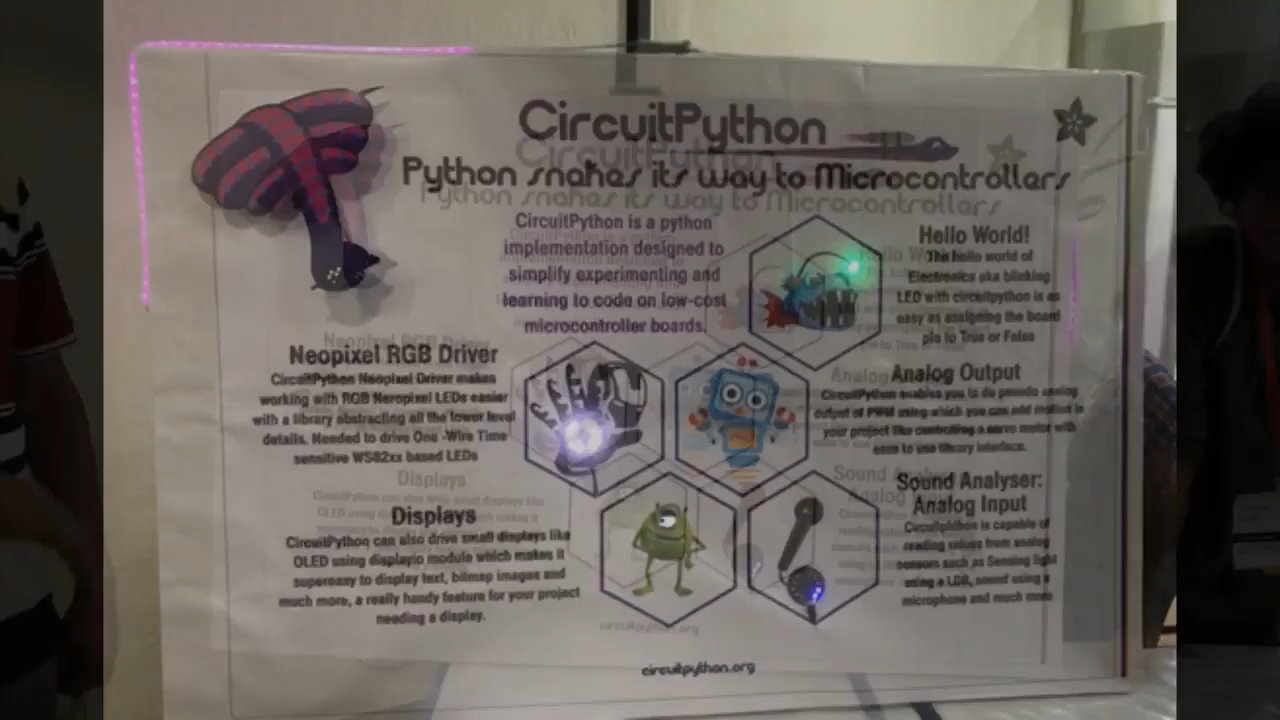 CircuitPython
Python snakes its way to Microcontrollers
CircuitPython is a python
implementation designed to
simplify experimenting and
learning to code on low-cost
microcontroller boards.
Hello World!
The hello world of
Electronics aka blinking
LED with circuitpython is as
easy as assigning the board
pie io True or False
Neopixel RGB Driver
CircuitPython Neopixel Driver makes
working with RGB Neropixel LEDs easier
with a library abstracting all the lower level
details. Needed to drive One -Wire Time
sensitive WS82xx based LEDs
Analog Output
CircuitPython enables you to do pseudo analog
output of PWM using which you can add motion in
your project like controlling a servo motor with
ease to use library interface.
Displays
CircuitPython can also drive small displays like
OLED using displayio module which makes it
supereasy to display text, bitmap images and
much more, a really handy feature for your project
needing a display.
Sound Analyser:
Analog Input
is capable of
reading values from analog
sensors such as Sensing light
using a LDR, sound using a
microphone and much more
circuitpython.org